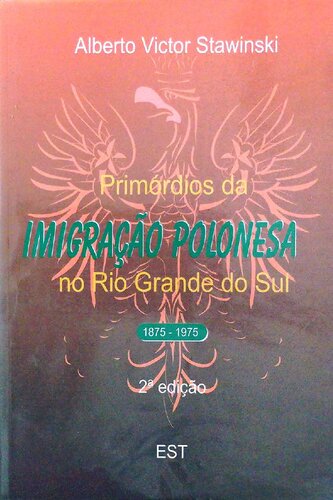 Alberto Victor Stawinski
Primórdios da
IMIGRAÇÃO POLONESA
no Rio Grande do Sul
1875 - 1975
2ª edição
EST